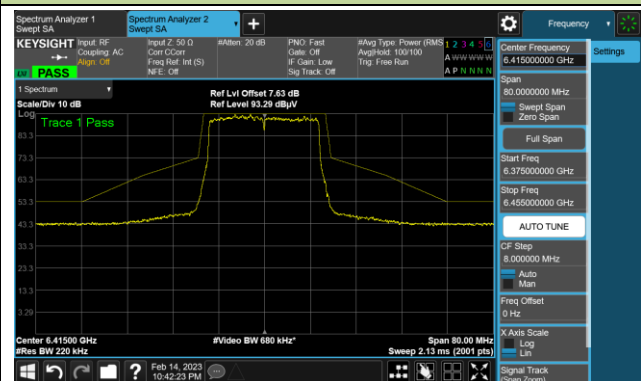 Spectrum Analyzer 1
Swept SA
Spectrum Analyzer 2
Swept SA
Frequency
KEYSIGHT
Input: RF
Coupling: AC
Align: Off
Input Z: 50 Ω
Corr CCorr
Freq Ref: Int (S)
NFE: Off
#Atten: 20 dB
PNO: Fast
Gate: Off
IF Gain: Low
Sig Track: Off
#Avg Type: Power (RMS
Avg|Hold: 100/100
Trig: Free Run
1 2 3 4 5 6
A W W W W W
A P N N N N
LXI
PASS
1 Spectrum
Scale/Div 10 dB
Ref Lvl Offset 7.63 dB
Ref Level 93.29 dBµV
Log
Trace 1 Pass
83.3
73.3
63.3
53.3
43.3
33.3
23.3
13.3
3.29
Center 6.41500 GHz
#Res BW 220 kHz
#Video BW 680 kHz*
Span 80.00 MHz
Sweep 2.13 ms (2001 pts)
Feb 14, 2023
10:42:23 PM
Center Frequency
6.415000000 GHz
Settings
Span
80.0000000 MHz
Swept Span
Zero Span
Full Span
Start Freq
6.375000000 GHz
Stop Freq
6.455000000 GHz
AUTO TUNE
CF Step
8.000000 MHz
Auto
Man
Freq Offset
0 Hz
X Axis Scale
Log
Lin
Signal Track
(Span Zoom)